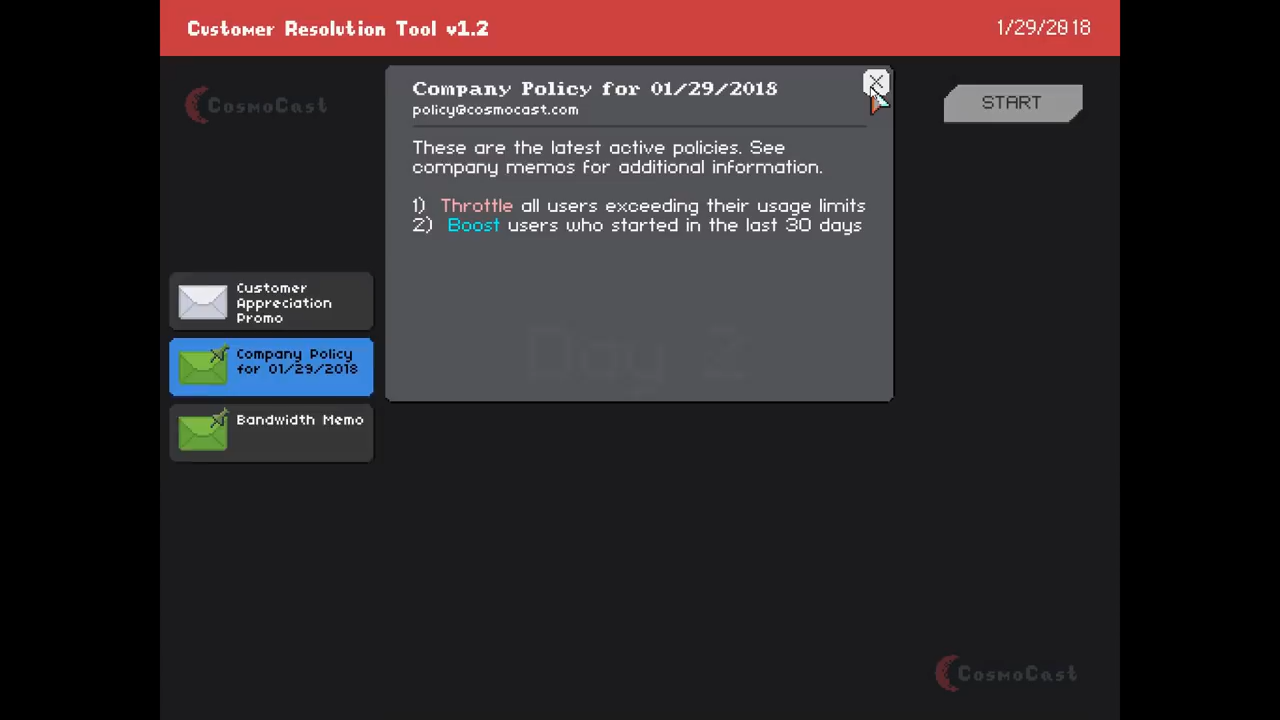 Customer Resolution Tool v1.2
1/29/2018
CosmoCast
Company Policy for 01/29/2018
policy@cosmocast.com
START
These are the latest active policies. See
company memos for additional information.
1) Throttle all users exceeding their usage limits
2) Boost users who started in the last 30 days
Customer
Appreciation
Promo
Company Policy
for 01/29/2018
Day 2
Bandwidth Memo
CosmoCast